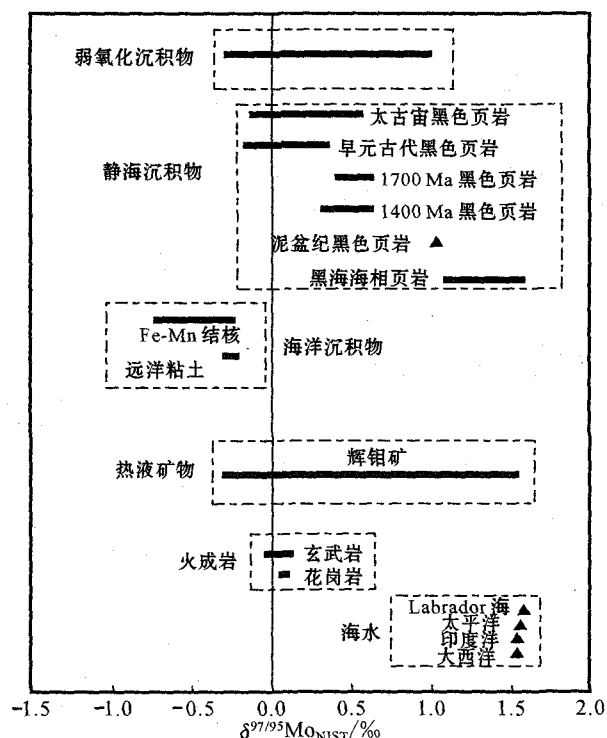 弱氧化沉积物
太古宙黑色页岩
早元古代黑色页岩
静海沉积物
1700 Ma 黑色页岩
1400 Ma 黑色页岩
泥盆纪黑色页岩
黑海海相页岩
Fe-Mn 结核
海洋沉积物
远洋粘土
辉钼矿
热液矿物
火成岩
玄武岩
花岗岩
Labrador 海
太平洋
海水
印度洋
大西洋
-1.5 -1.0 -0.5 0.0 0.5 1.0 1.5 2.0
δ⁹⁷/⁹⁵Mo_NIST/‰